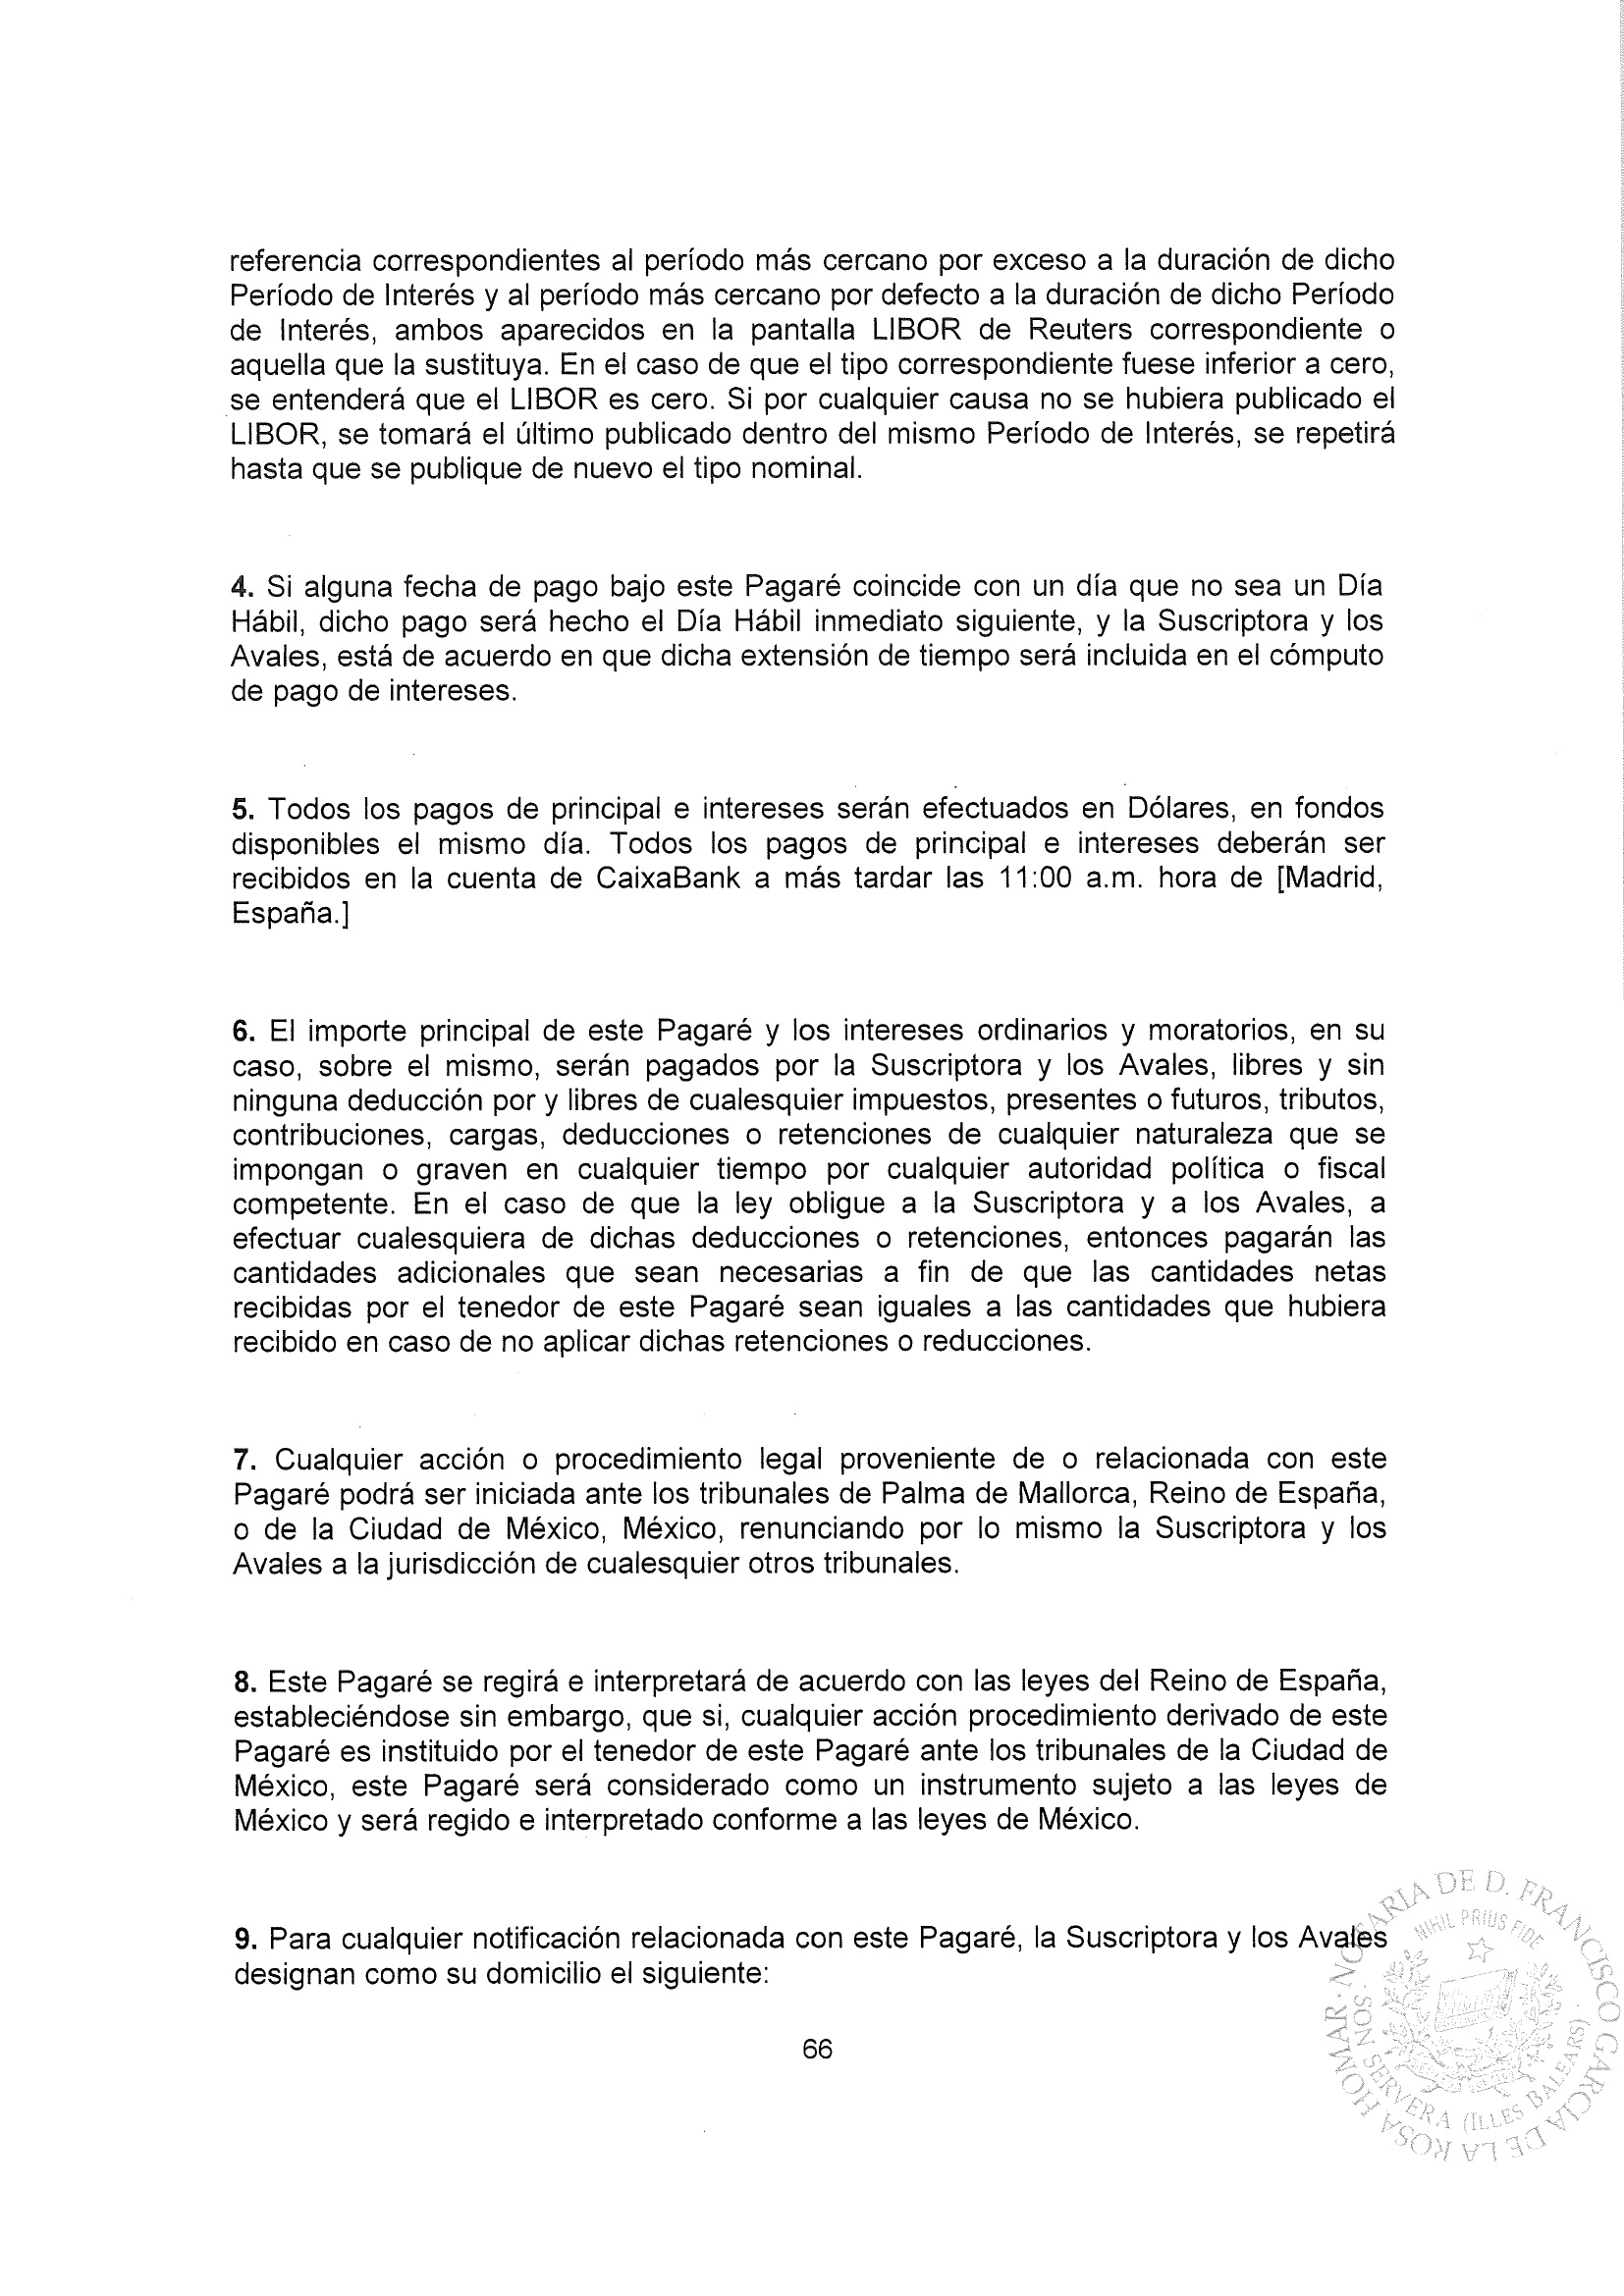 referencia correspondientes al período más cercano por exceso a la duración de dicho
Período de Interés y al período más cercano por defecto a la duración de dicho Período
de Interés, ambos aparecidos en la pantalla LIBOR de Reuters correspondiente o
aquella que la sustituya. En el caso de que el tipo correspondiente fuese inferior a cero,
se entenderá que el LIBOR es cero. Si por cualquier causa no se hubiera publicado el
LIBOR, se tomará el último publicado dentro del mismo Período de Interés, se repetirá
hasta que se publique de nuevo el tipo nominal.
4. Si alguna fecha de pago bajo este Pagaré coincide con un día que no sea un Día
Hábil, dicho pago será hecho el Día Hábil inmediato siguiente, y la Suscriptora y los
Avales, está de acuerdo en que dicha extensión de tiempo será incluida en el cómputo
de pago de intereses.
5. Todos los pagos de principal e intereses serán efectuados en Dólares, en fondos
disponibles el mismo día. Todos los pagos de principal e intereses deberán ser
recibidos en la cuenta de CaixaBank a más tardar las 11:00 a.m. hora de [Madrid,
España.]
6. El importe principal de este Pagaré y los intereses ordinarios y moratorios, en su
caso, sobre el mismo, serán pagados por la Suscriptora y los Avales, libres y sin
ninguna deducción por y libres de cualesquier impuestos, presentes o futuros, tributos,
contribuciones, cargas, deducciones o retenciones de cualquier naturaleza que se
impongan o graven en cualquier tiempo por cualquier autoridad política o fiscal
competente. En el caso de que la ley obligue a la Suscriptora y a los Avales, a
efectuar cualesquiera de dichas deducciones o retenciones, entonces pagarán las
cantidades adicionales que sean necesarias a fin de que las cantidades netas
recibidas por el tenedor de este Pagaré sean iguales a las cantidades que hubiera
recibido en caso de no aplicar dichas retenciones o reducciones.
7. Cualquier acción o procedimiento legal proveniente de o relacionada con este
Pagaré podrá ser iniciada ante los tribunales de Palma de Mallorca, Reino de España,
o de la Ciudad de México, México, renunciando por lo mismo la Suscriptora y los
Avales a la jurisdicción de cualesquier otros tribunales.
8. Este Pagaré se regirá e interpretará de acuerdo con las leyes del Reino de España,
estableciéndose sin embargo, que si, cualquier acción procedimiento derivado de este
Pagaré es instituido por el tenedor de este Pagaré ante los tribunales de la Ciudad de
México, este Pagaré será considerado como un instrumento sujeto a las leyes de
México y será regido e interpretado conforme a las leyes de México.
9. Para cualquier notificación relacionada con este Pagaré, la Suscriptora y los Avales
designan como su domicilio el siguiente:
66
NOTARIA DE D. FRANCISCO GARCIA DE LA ROSA HOMAR
NIHIL PRIUS FIDE
SON SERVERA (ILLES BALEARS)